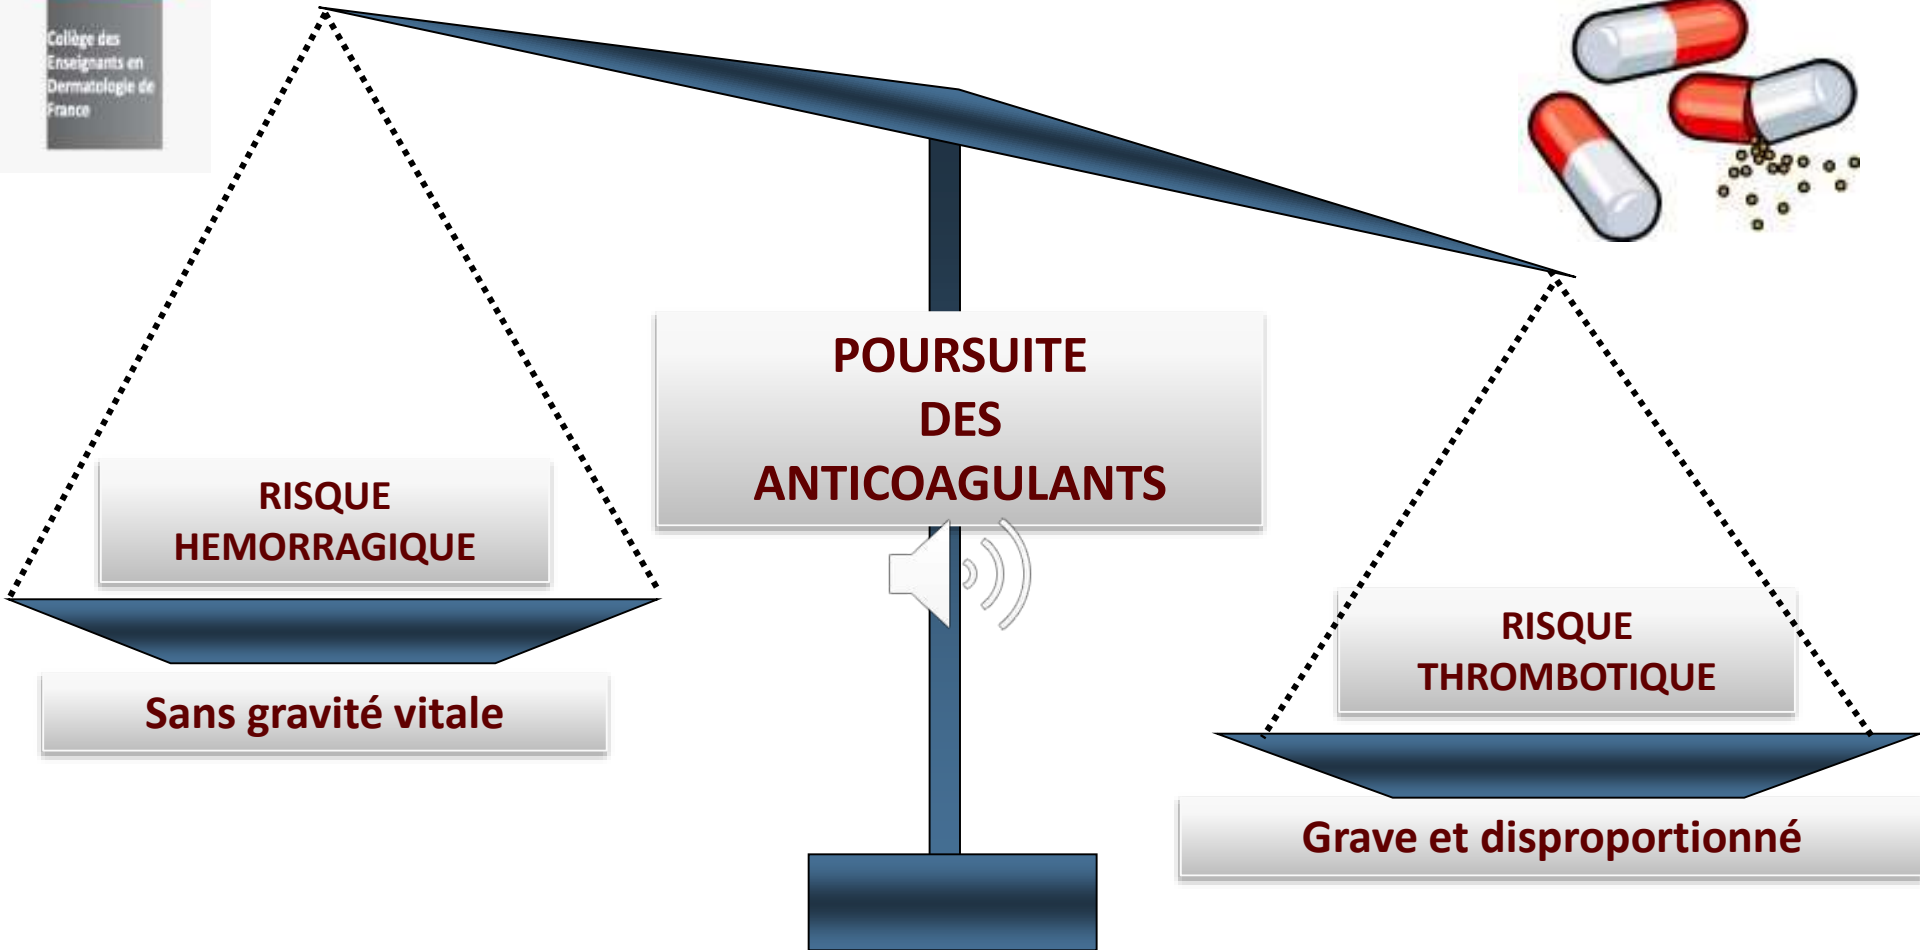 Collège des
Enseignants en
Dermatologie de
France
POURSUITE
DES
ANTICOAGULANTS
RISQUE
HEMORRAGIQUE
Sans gravité vitale
RISQUE
THROMBOTIQUE
Grave et disproportionné